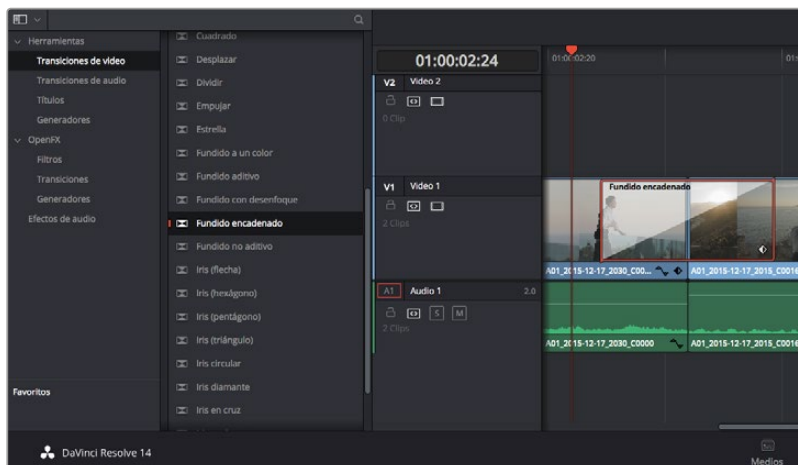 Herramientas
Transiciones de video
Transiciones de audio
Títulos
Generadores
OpenFX
Filtros
Transiciones
Generadores
Efectos de audio
Favoritos
Cuadrado
Desplazar
Dividir
Empujar
Estrella
Fundido a un color
Fundido aditivo
Fundido con desenfoque
Fundido encadenado
Fundido no aditivo
Iris (flecha)
Iris (hexágono)
Iris (pentágono)
Iris (triángulo)
Iris circular
Iris diamante
Iris en cruz
01:00:02:24
01:00:02:20
V2 Video 2
0 Clip
V1 Video 1
2 Clips
Fundido encadenado
A01_2015-12-17_2030_C00...
A01_2015-12-17_2015_C0016
A1 Audio 1 2.0
S M
2 Clips
A01_2015-12-17_2030_C0000
A01_2015-12-17_2015_C0016
DaVinci Resolve 14
Medios